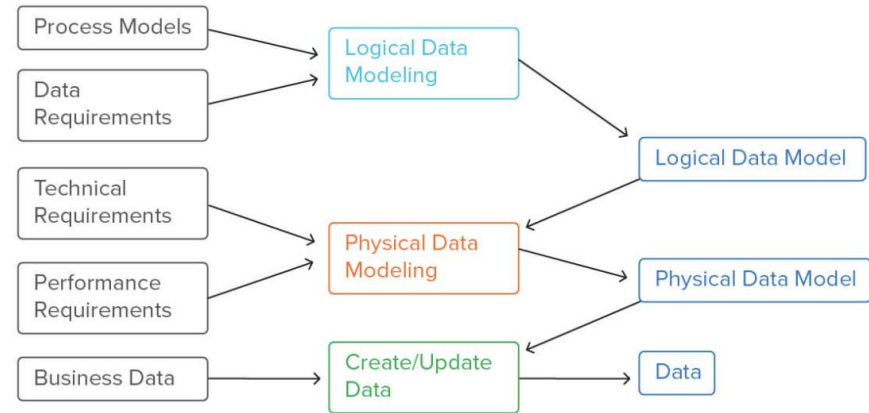 Process Models
Logical Data
Modeling
Data
Requirements
Logical Data Model
Technical
Requirements
Physical Data
Modeling
Performance
Requirements
Physical Data Model
Business Data
Create/Update
Data
Data